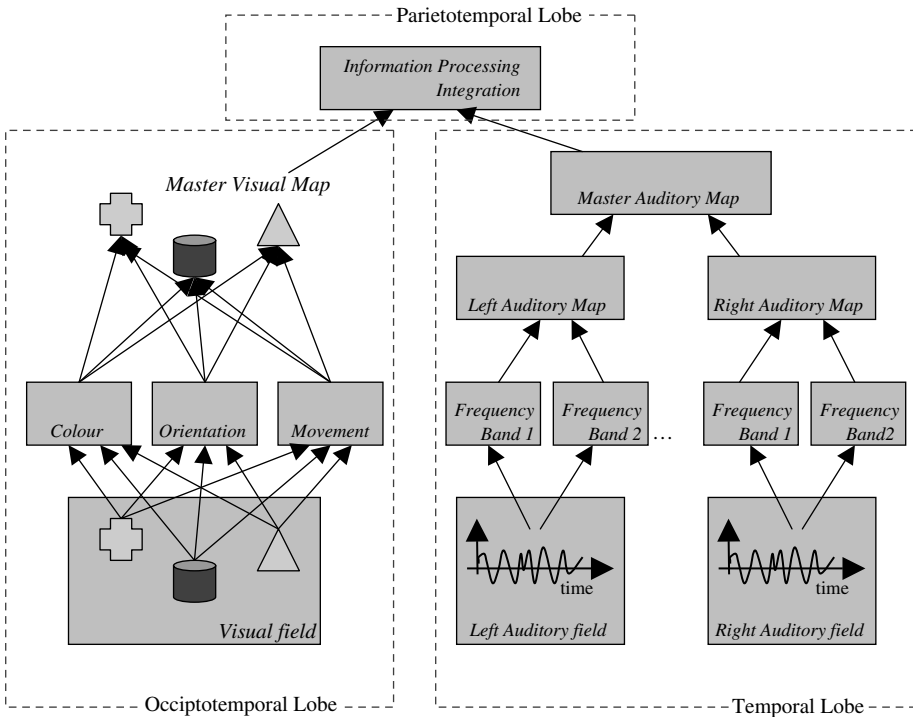 Parietotemporal Lobe
Information Processing
Integration
Master Visual Map
Master Auditory Map
Left Auditory Map
Right Auditory Map
Colour
Orientation
Movement
Frequency
Band 1
Frequency
Band 2
...
Frequency
Band 1
Frequency
Band2
time
time
Visual field
Left Auditory field
Right Auditory field
Occiptotemporal Lobe
Temporal Lobe